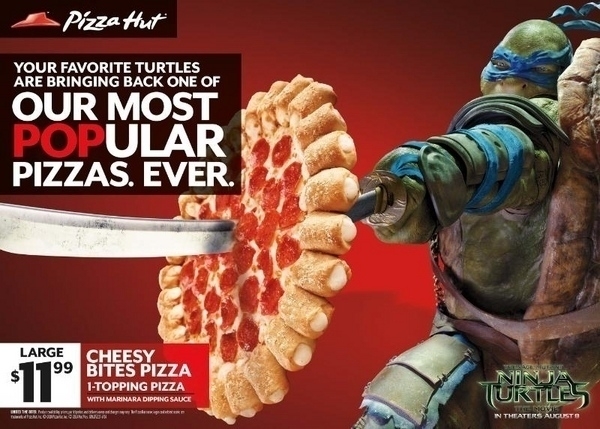 Pizza Hut
YOUR FAVORITE TURTLES
ARE BRINGING BACK ONE OF
OUR MOST
POPULAR
PIZZAS. EVER.
LARGE
$11.99
CHEESY
BITES PIZZA
1-TOPPING PIZZA
WITH MARINARA DIPPING SAUCE
NINJA
TURTLES
IN THEATERS AUGUST 8